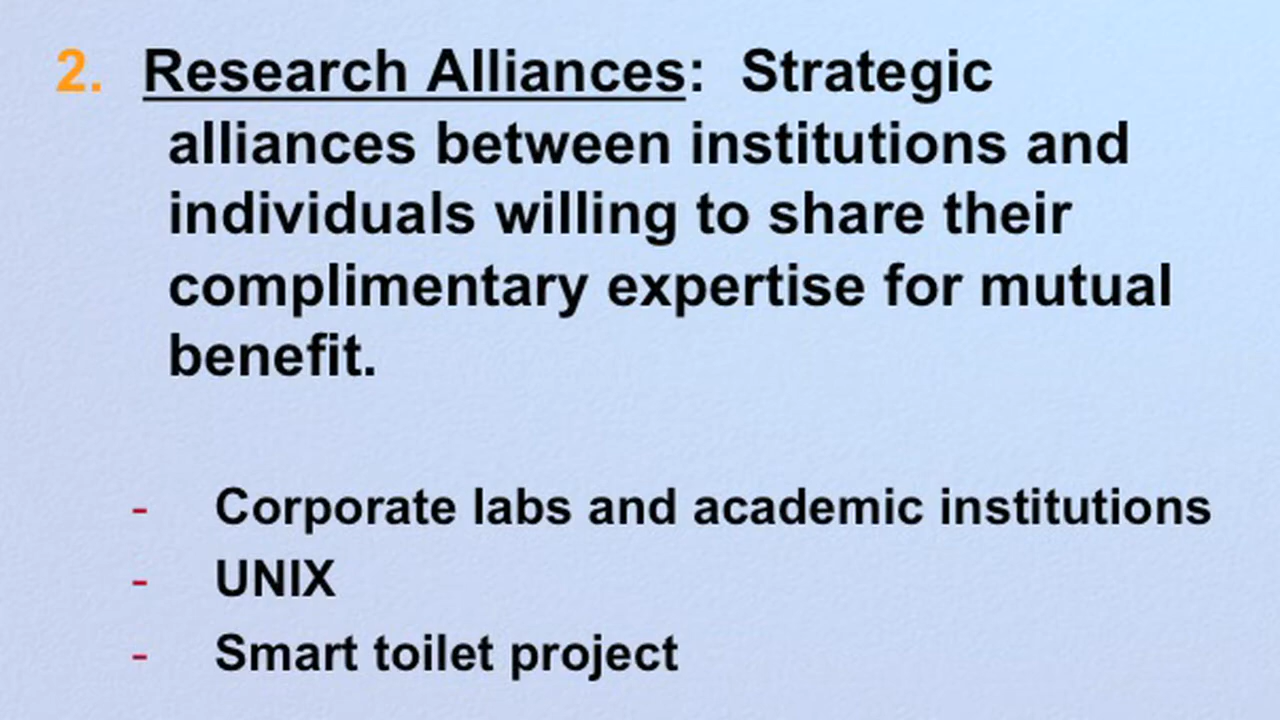 2. Research Alliances: Strategic
alliances between institutions and
individuals willing to share their
complimentary expertise for mutual
benefit.
- Corporate labs and academic institutions
- UNIX
- Smart toilet project